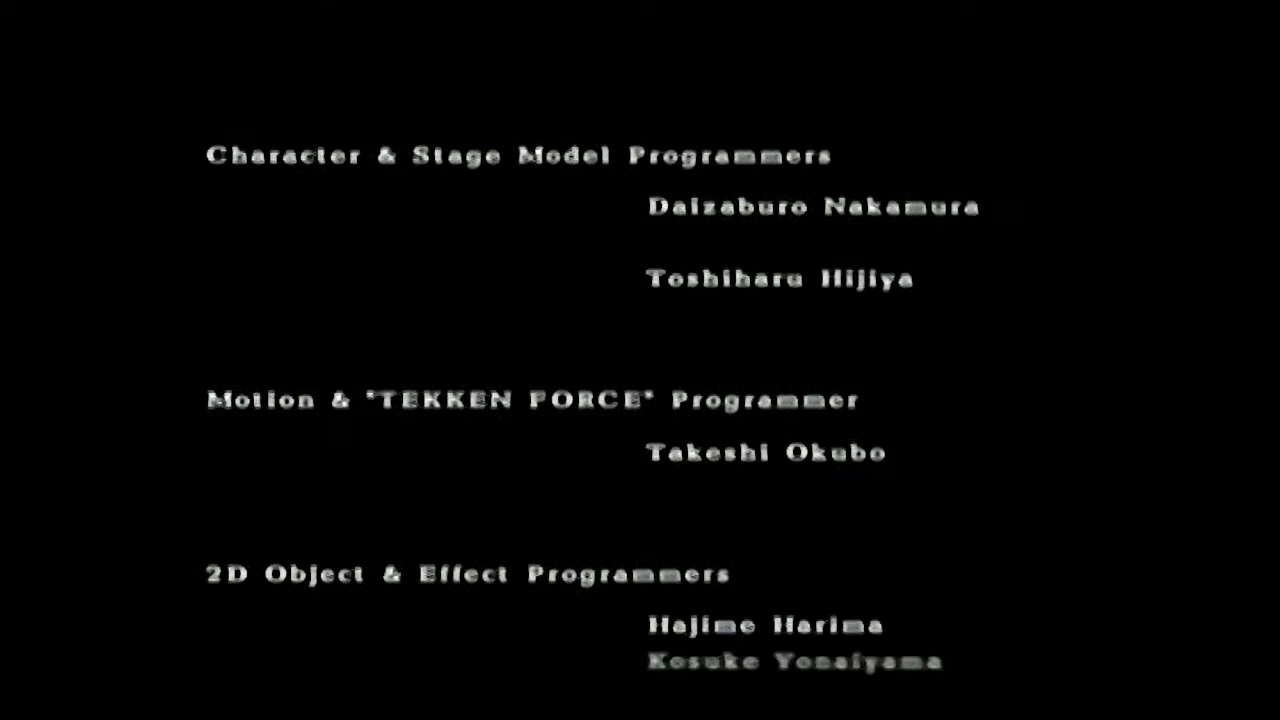 Character & Stage Model Programmers
Daizaburo Nakamura
Toshiharu Hijiya
Motion & "TEKKEN FORCE" Programmer
Takeshi Okubo
2D Object & Effect Programmers
Hajime Harima
Kosuke Yonaiyama